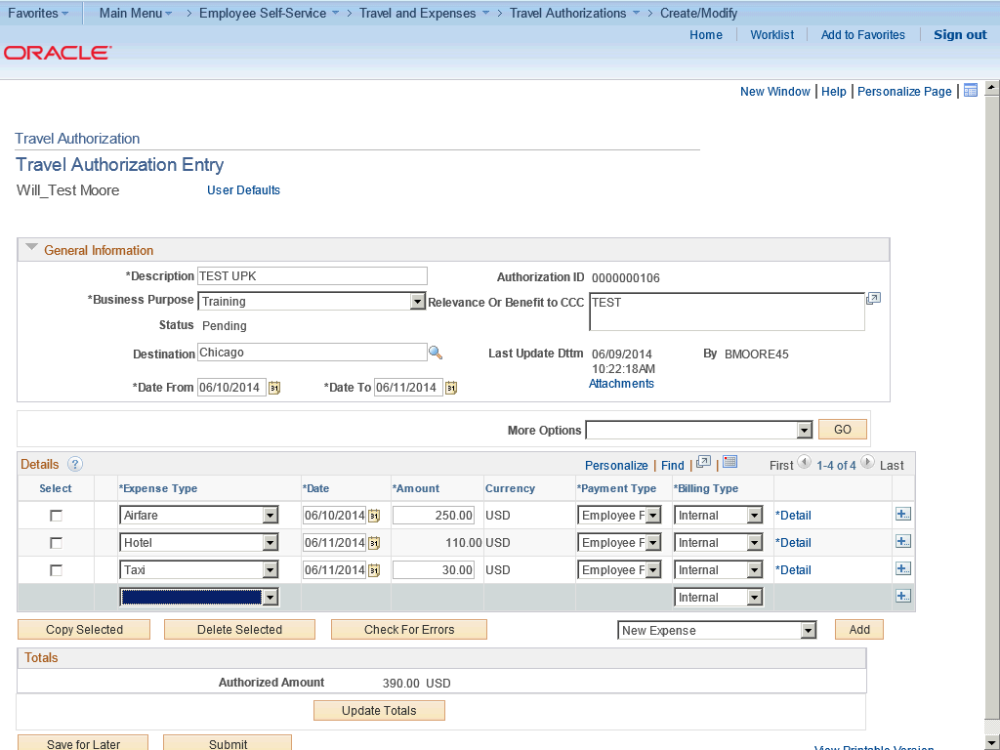 Favorites Main Menu > Employee Self-Service > Travel and Expenses > Travel Authorizations > Create/Modify
Home Worklist Add to Favorites Sign out
ORACLE
New Window | Help | Personalize Page |
Travel Authorization
Travel Authorization Entry
Will_Test Moore User Defaults
General Information
*Description TEST UPK Authorization ID 0000000106
*Business Purpose Training Relevance Or Benefit to CCC TEST
Status Pending
Destination Chicago Last Update Dttm 06/09/2014 By BMOORE45
10:22:18AM
Attachments
*Date From 06/10/2014 31 *Date To 06/11/2014 31
More Options GO
Details ? Personalize | Find | | First 1-4 of 4 Last
Select *Expense Type *Date *Amount Currency *Payment Type *Billing Type
Airfare 06/10/2014 31 250.00 USD Employee P Internal *Detail
Hotel 06/11/2014 31 110.00 USD Employee P Internal *Detail
Taxi 06/11/2014 31 30.00 USD Employee P Internal *Detail
Internal
Copy Selected Delete Selected Check For Errors New Expense Add
Totals
Authorized Amount 390.00 USD
Update Totals
Save for Later Submit View Printable Version